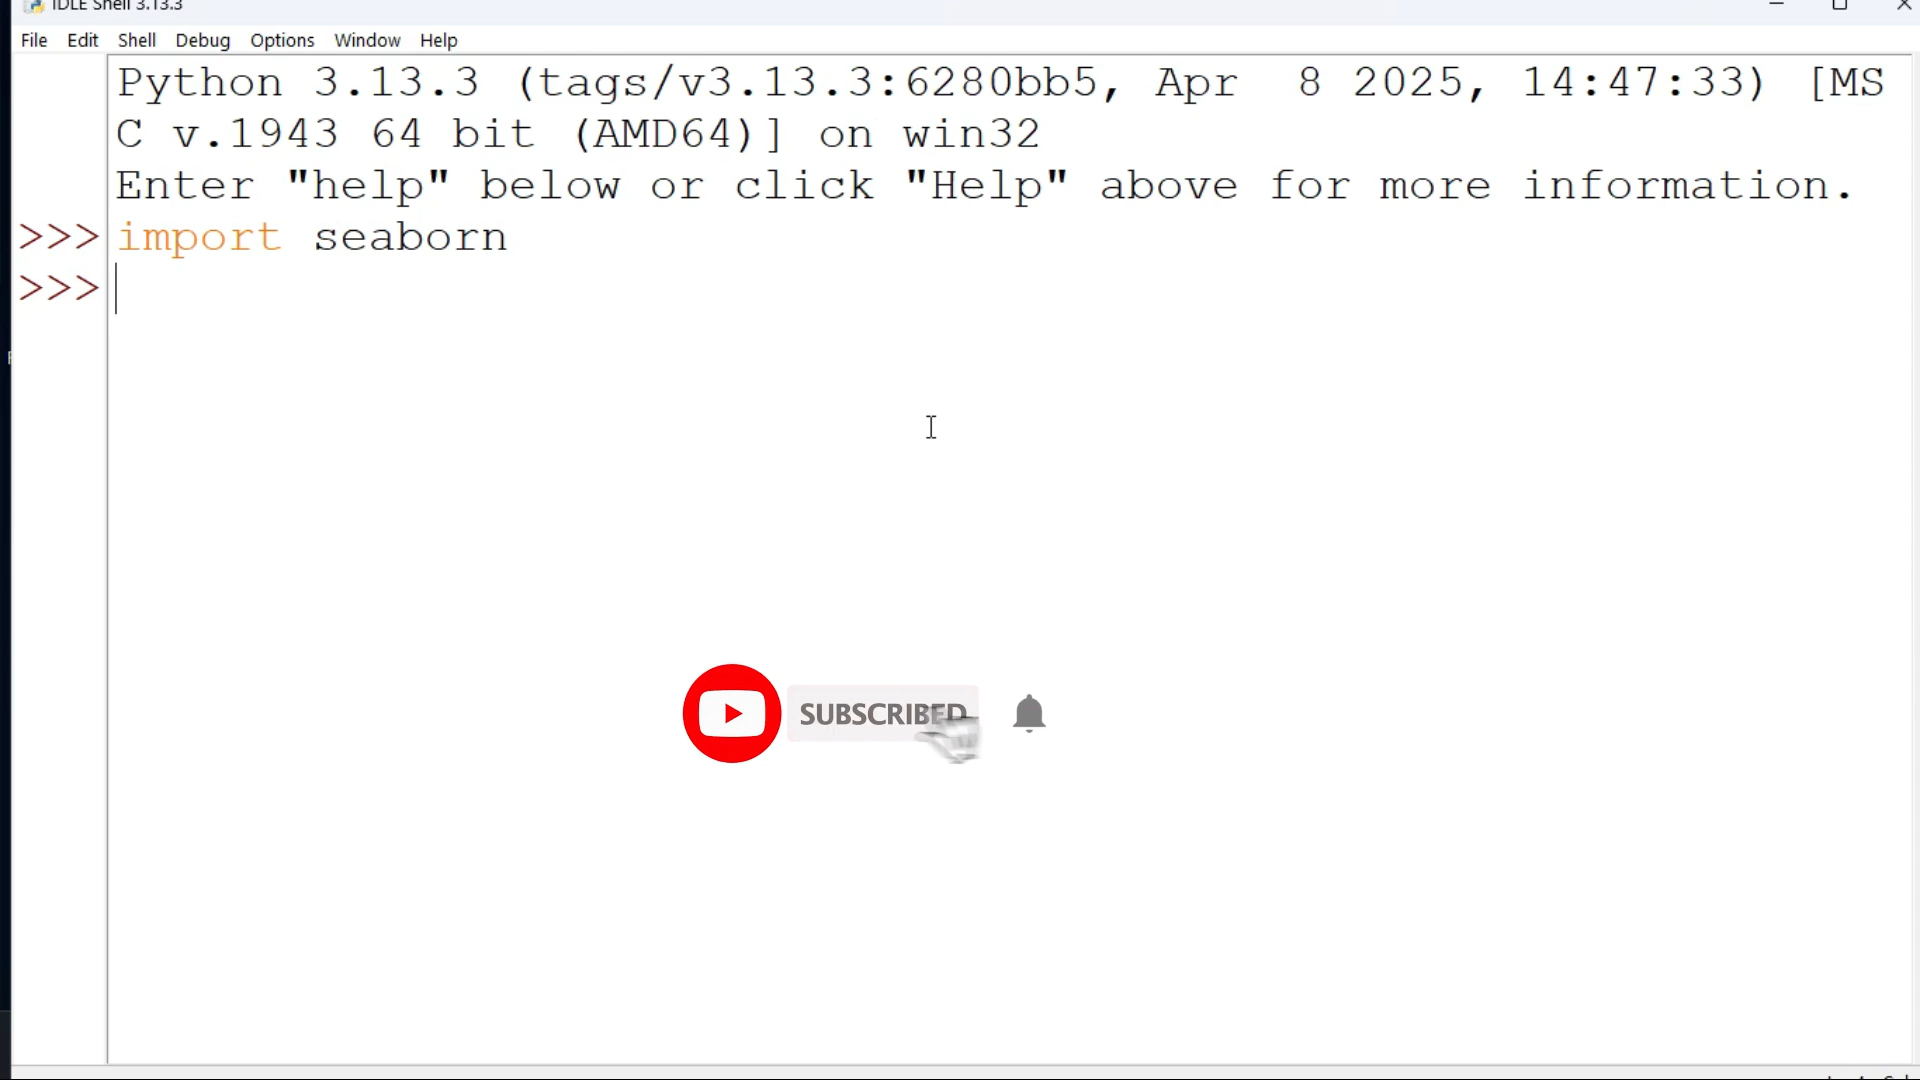 IDLE Shell 3.13.3
File Edit Shell Debug Options Window Help
Python 3.13.3 (tags/v3.13.3:6280bb5, Apr  8 2025, 14:47:33) [MS
C v.1943 64 bit (AMD64)] on win32
Enter "help" below or click "Help" above for more information.
>>> import seaborn
>>>
SUBSCRIBED